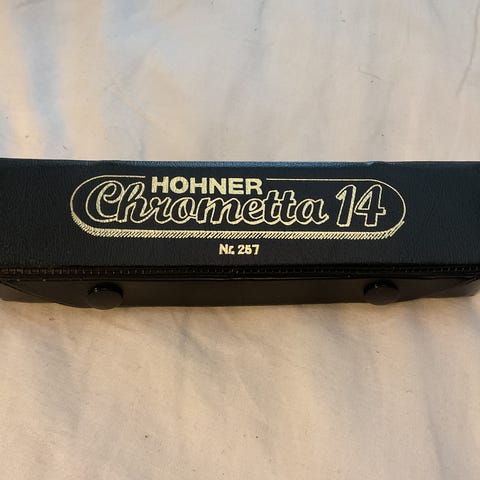 HOHNER
Chrometta 14
Nr. 257